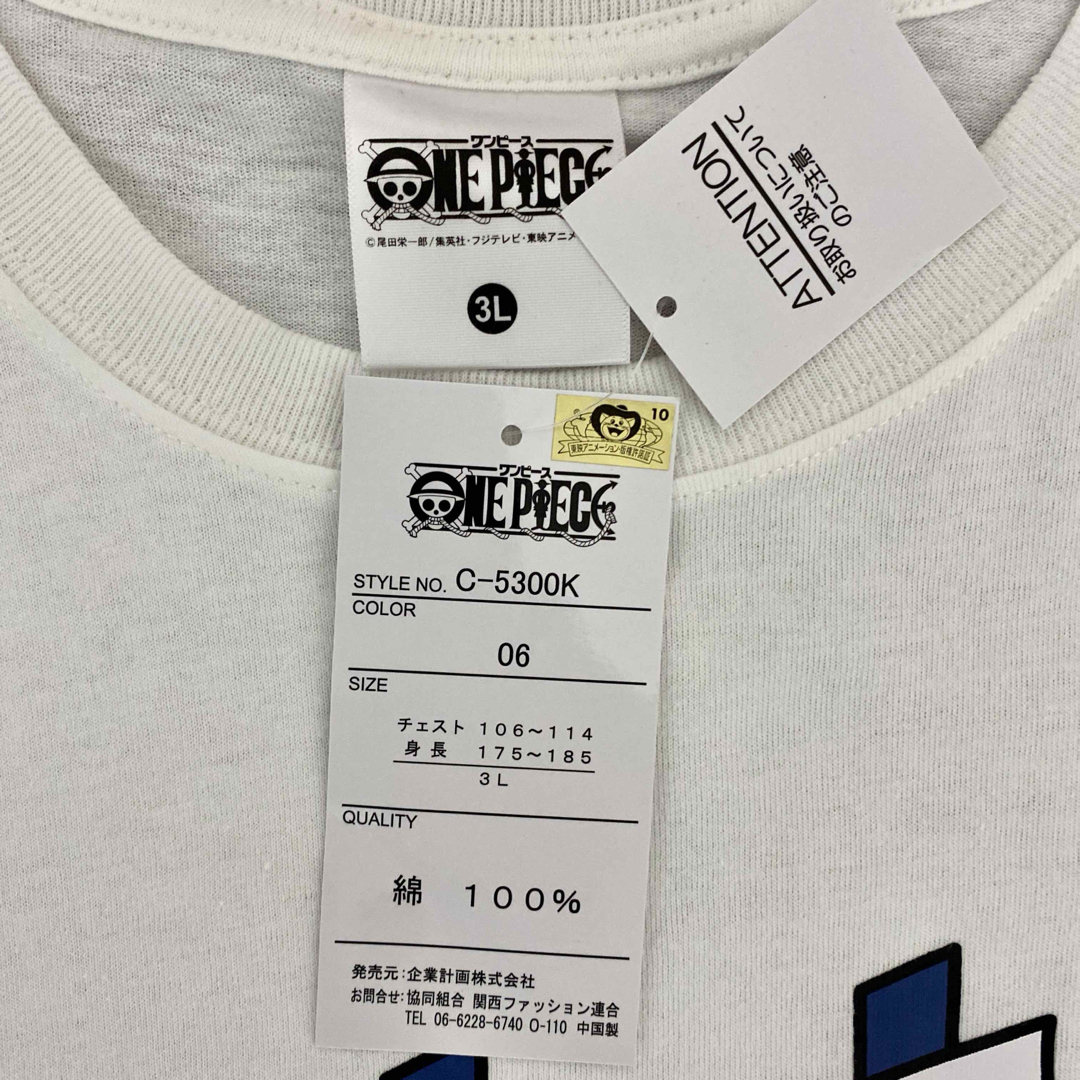 ワンピース
ONE PIECE
©尾田栄一郎/集英社・フジテレビ・東映アニメ
3L
ATTENTION
お取り扱いについて
のご注意
10
東映アニメーション・版権許諾証
ワンピース
ONE PIECE
STYLE NO. C-5300K
COLOR
06
SIZE
チェスト 106〜114
身長 175〜185
3L
QUALITY
綿 100%
発売元:企業計画株式会社
お問合せ:協同組合 関西ファッション連合
TEL 06-6228-6740 O-110 中国製